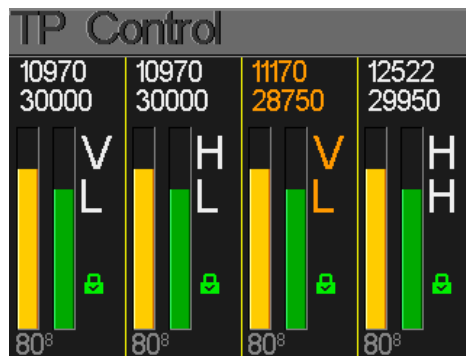 TP Control
10970 10970 11170 12522
30000 30000 28750 29950
V H V H
L L L H
80⁸ 80⁸ 80⁸ 80⁸